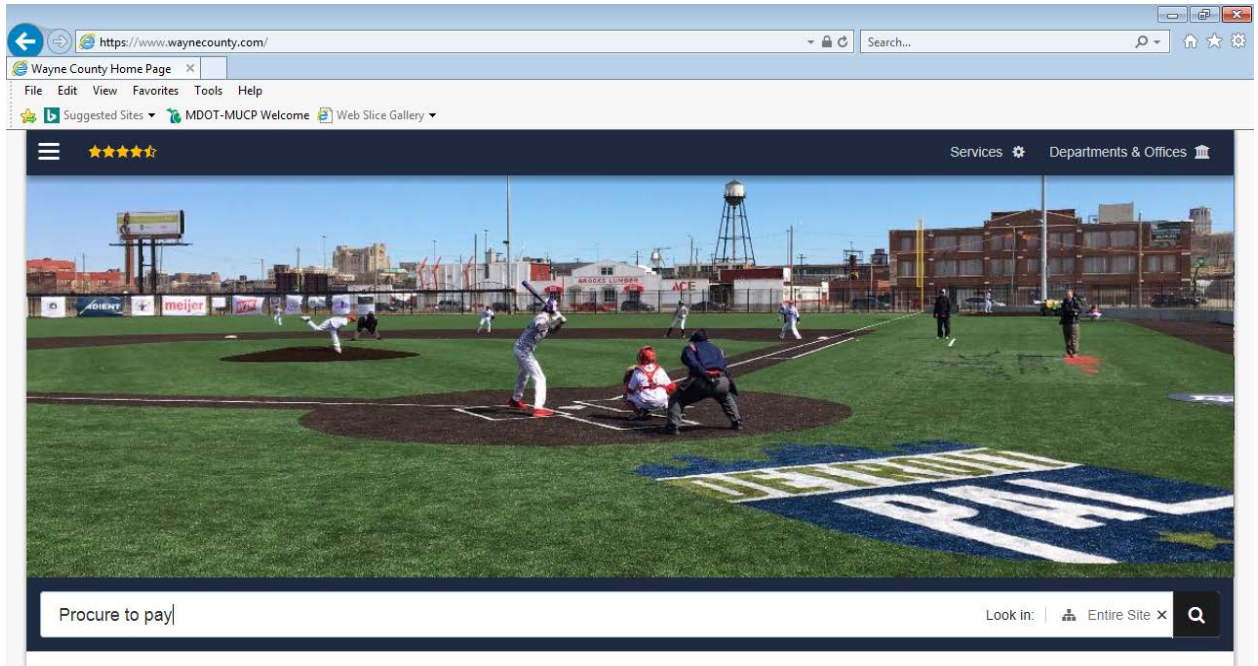 https://www.waynecounty.com/
Search...
Wayne County Home Page
File Edit View Favorites Tools Help
Suggested Sites MDOT-MUCP Welcome Web Slice Gallery
Services Departments & Offices
BROOKS LUMBER
ACE
ADIENT
meijer
DETROIT
PAL
Procure to pay
Look in: Entire Site